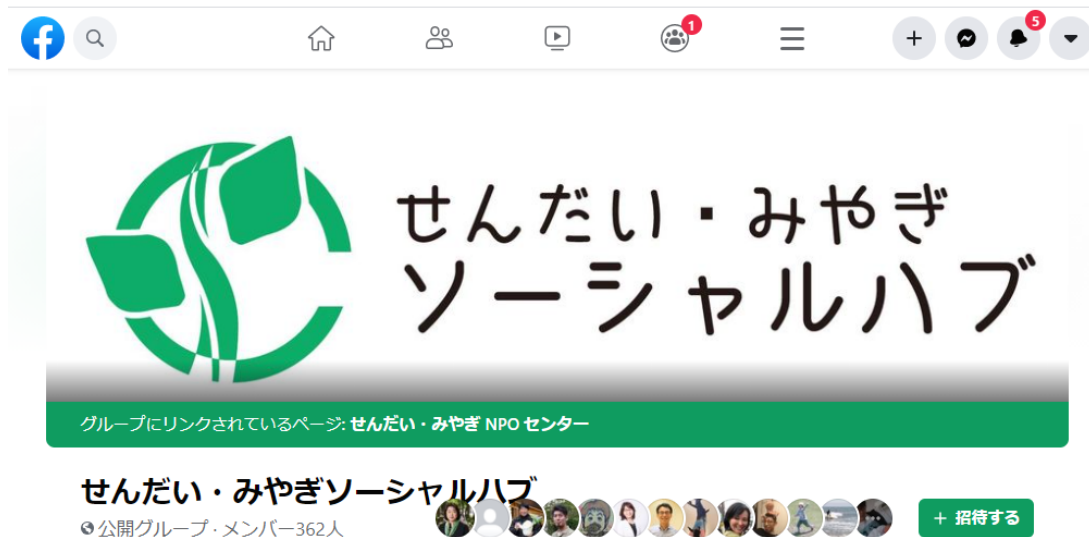 1
5
せんだい・みやぎ
ソーシャルハブ
グループにリンクされているページ: せんだい・みやぎ NPO センター
せんだい・みやぎソーシャルハブ
公開グループ · メンバー362人
+ 招待する